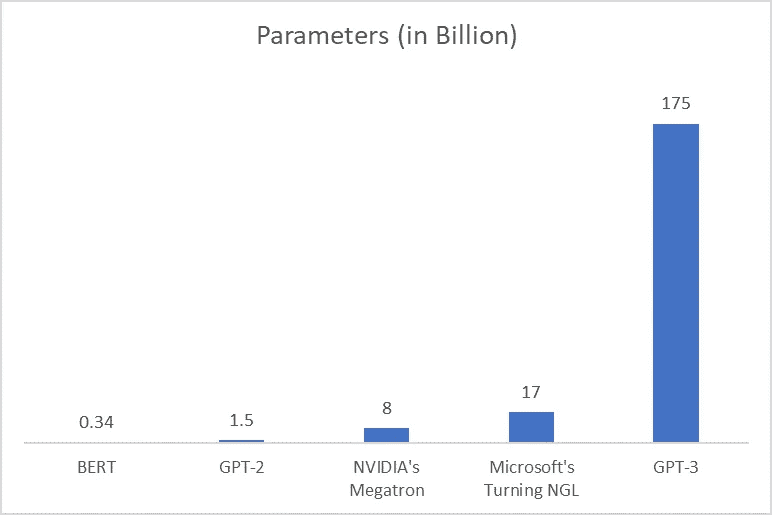 Parameters (in Billion)
175
17
8
1.5
0.34
BERT
GPT-2
NVIDIA's
Megatron
Microsoft's
Turning NGL
GPT-3